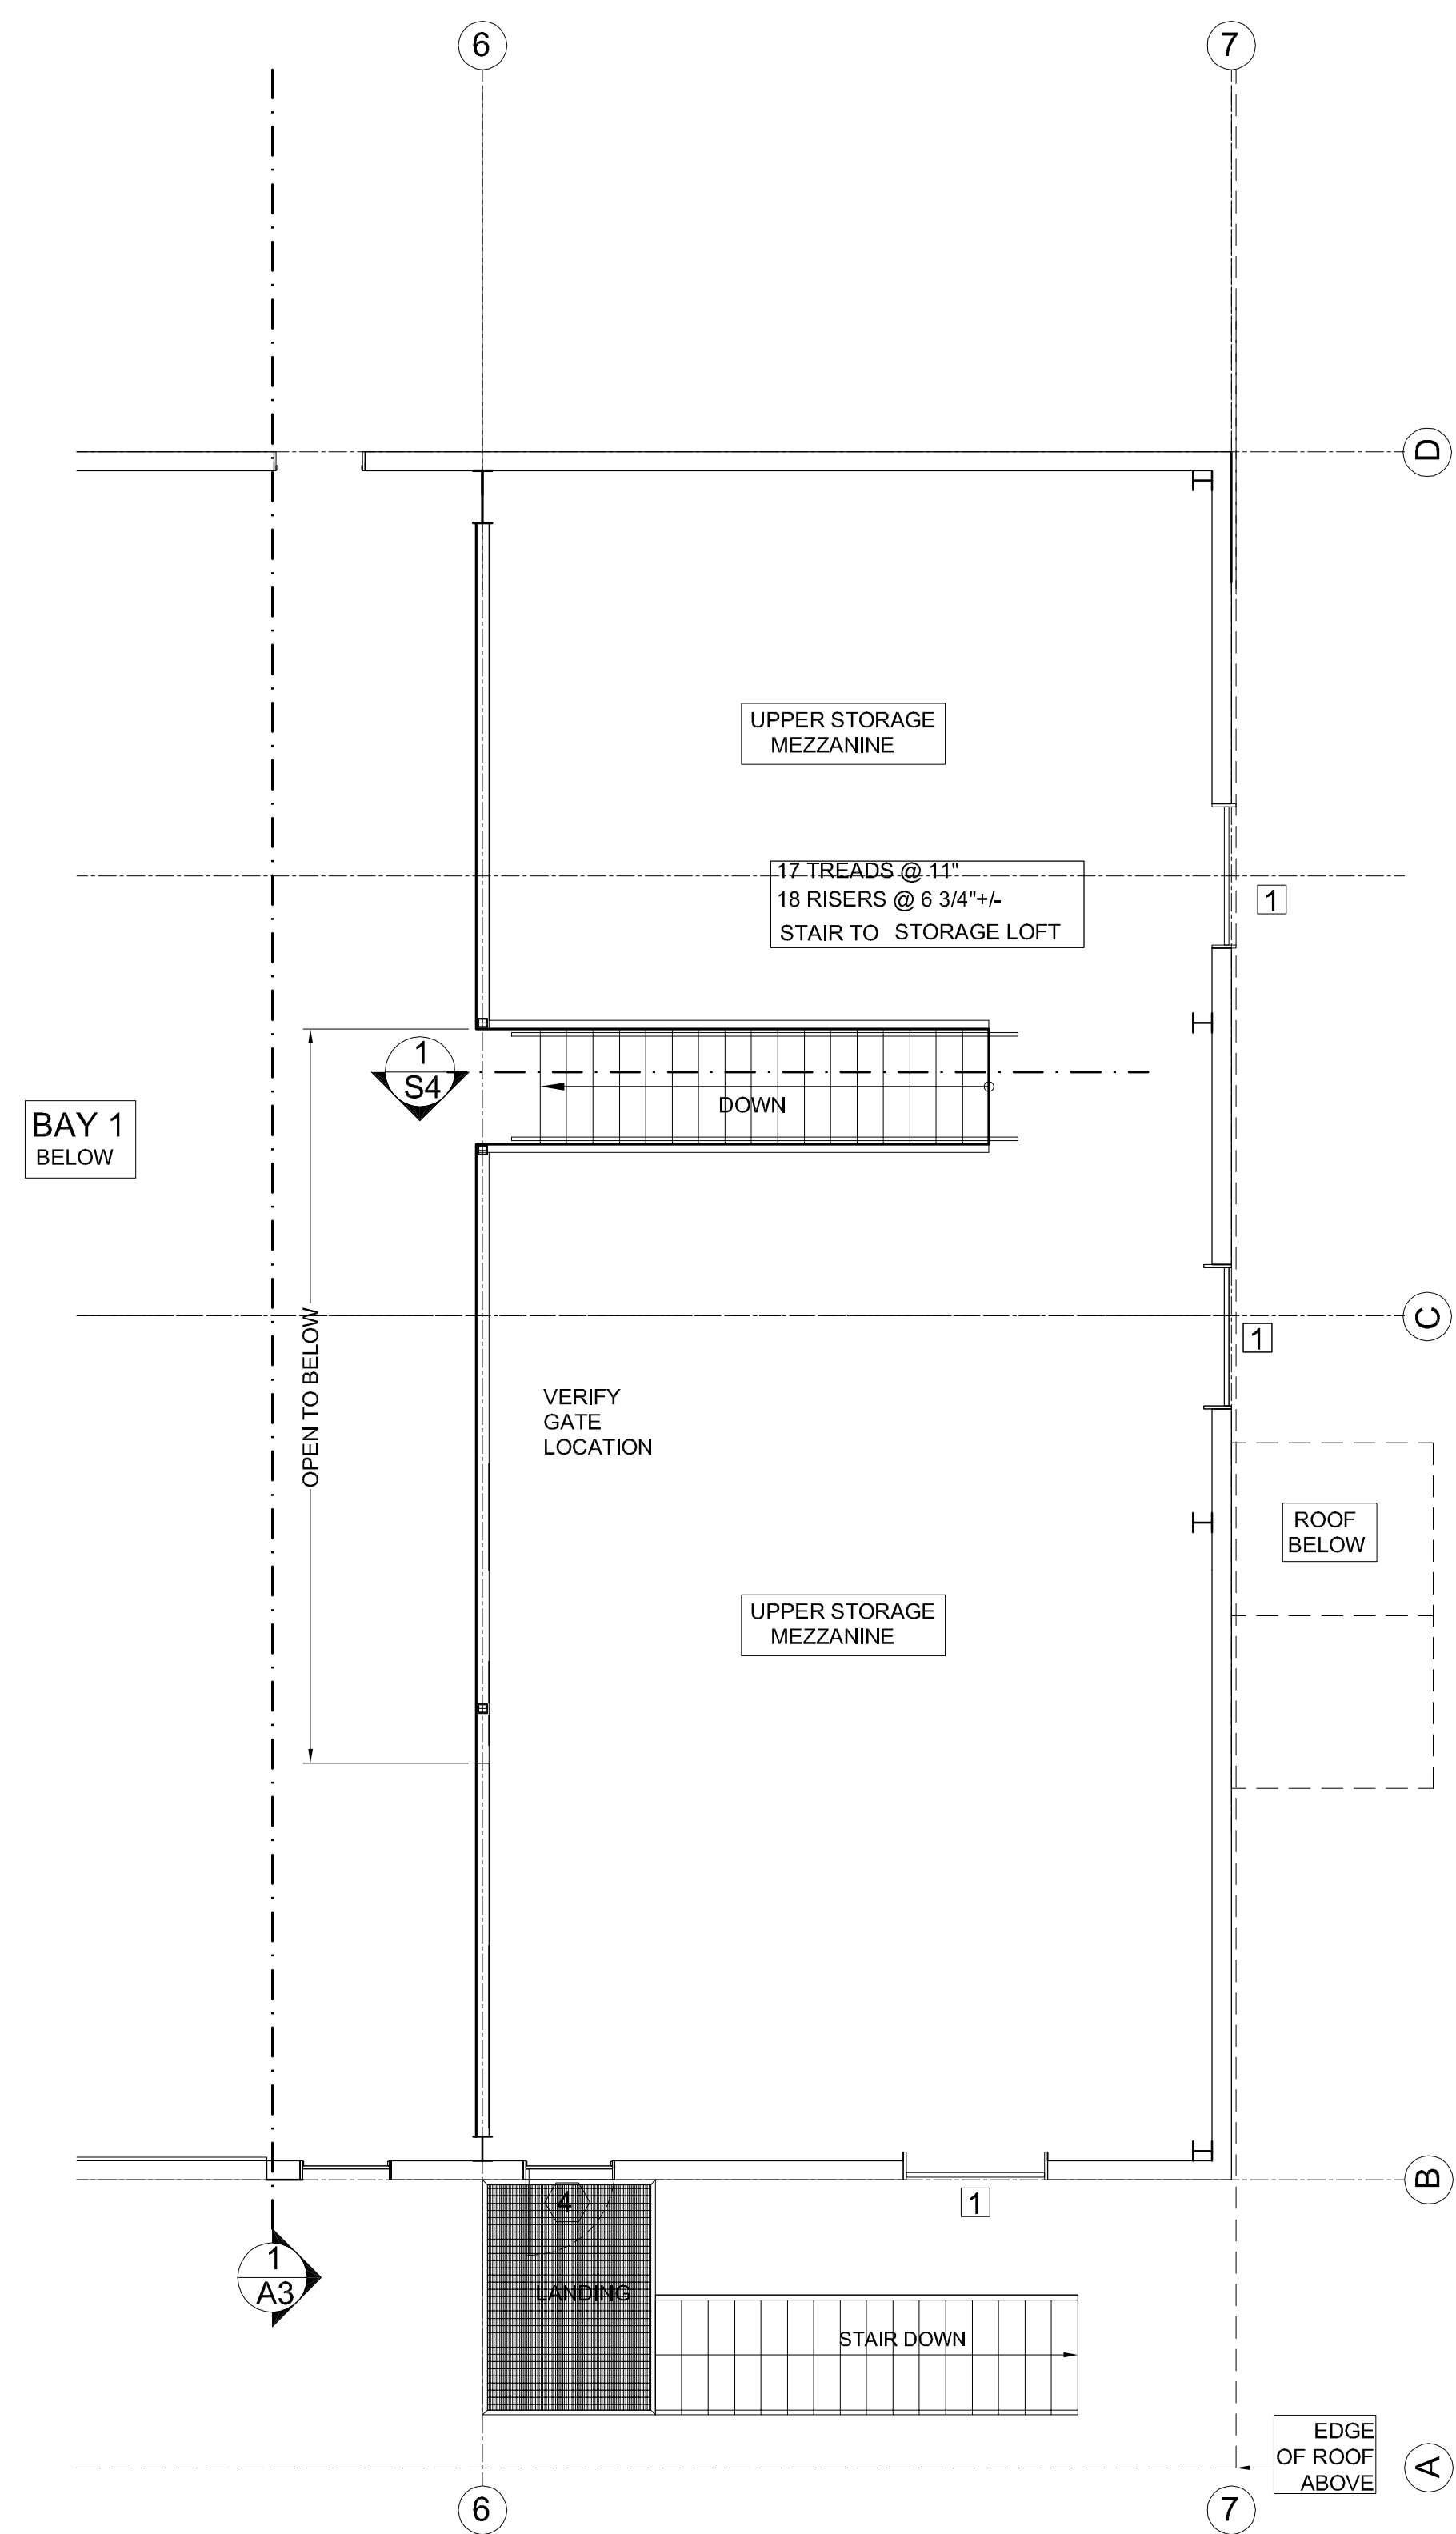 6
7
D
UPPER STORAGE
MEZZANINE
17 TREADS @ 11"
18 RISERS @ 6 3/4"+/-
STAIR TO STORAGE LOFT
1
1
S4
DOWN
BAY 1
BELOW
C
1
OPEN TO BELOW
VERIFY
GATE
LOCATION
ROOF
BELOW
UPPER STORAGE
MEZZANINE
B
4
1
1
A3
LANDING
STAIR DOWN
EDGE
OF ROOF
ABOVE
A
6
7